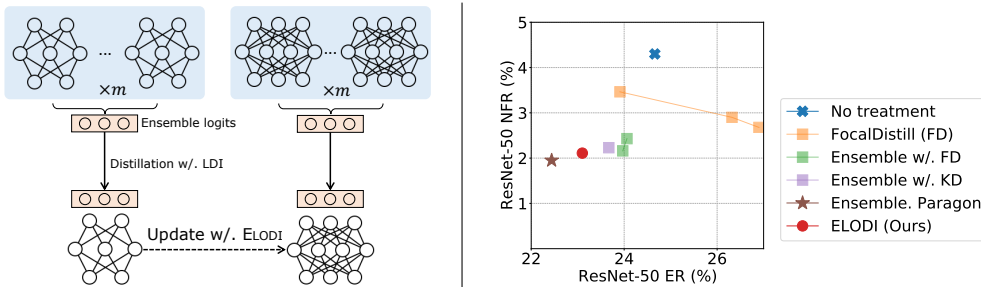 ... ...
×m ×m
Ensemble logits
Distillation w/. LDI
Update w/. ELODI
5
4
3
2
1
ResNet-50 NFR (%)
22 24 26
ResNet-50 ER (%)
No treatment
FocalDistill (FD)
Ensemble w/. FD
Ensemble w/. KD
Ensemble. Paragon
ELODI (Ours)